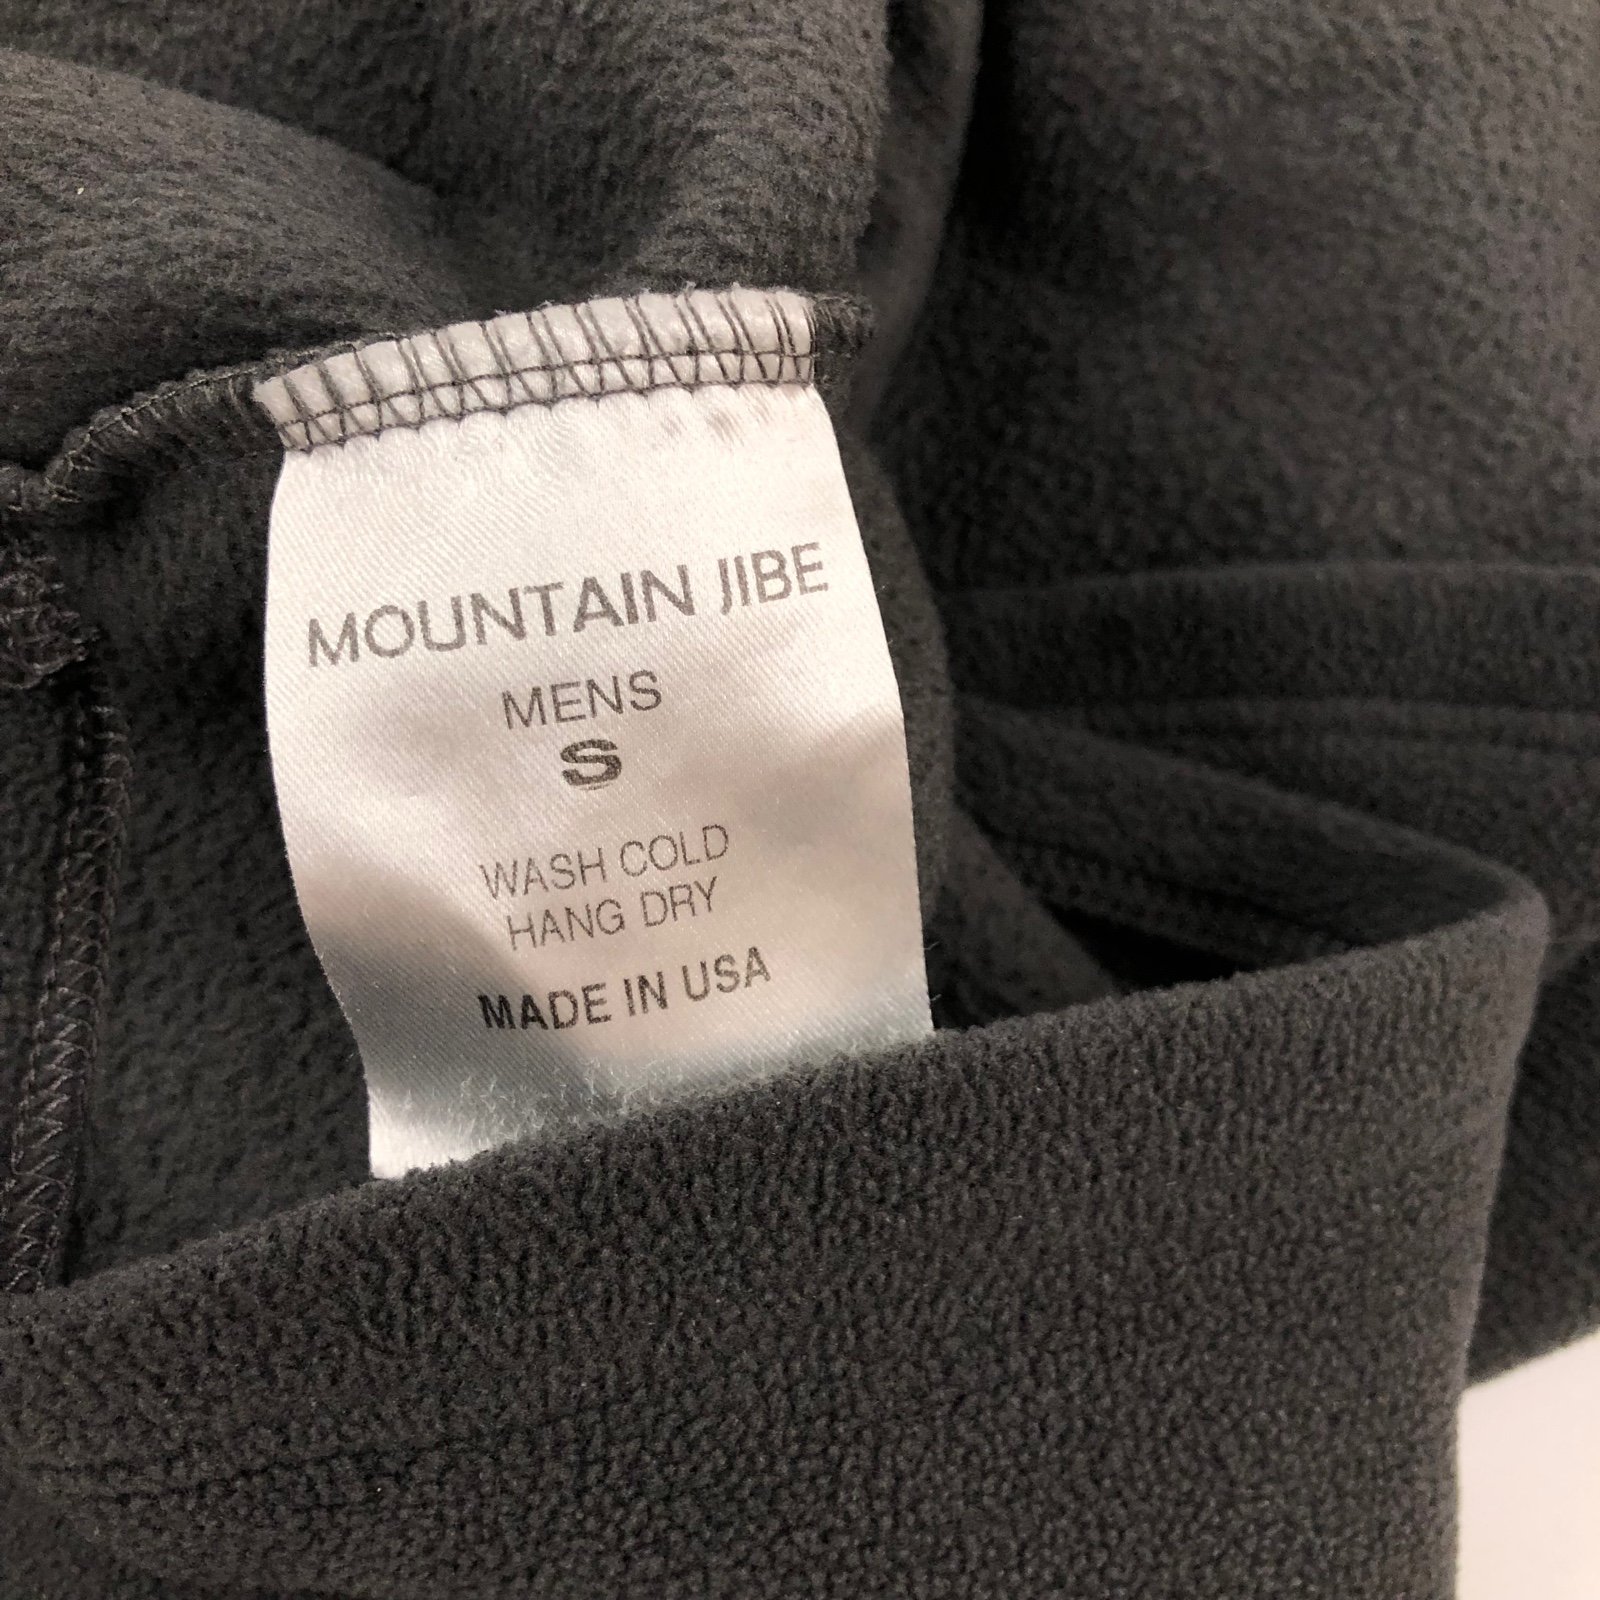 MOUNTAIN JIBE
MENS
S
WASH COLD
HANG DRY
MADE IN USA